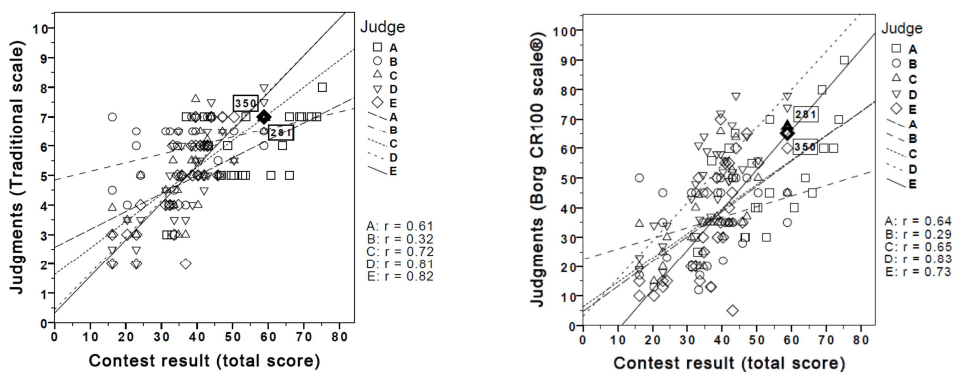 Judgments (Traditional scale)
10
9
8
7
6
5
4
3
2
1
0
350
281
0 10 20 30 40 50 60 70 80
Contest result (total score)
Judge
A
B
C
D
E
A
B
C
D
E
A: r = 0.61
B: r = 0.32
C: r = 0.72
D: r = 0.81
E: r = 0.82
Judgments (Borg CR100 scale®)
100
90
80
70
60
50
40
30
20
10
0
281
350
0 10 20 30 40 50 60 70 80
Contest result (total score)
Judge
A
B
C
D
E
A
B
C
D
E
A: r = 0.64
B: r = 0.29
C: r = 0.65
D: r = 0.83
E: r = 0.73